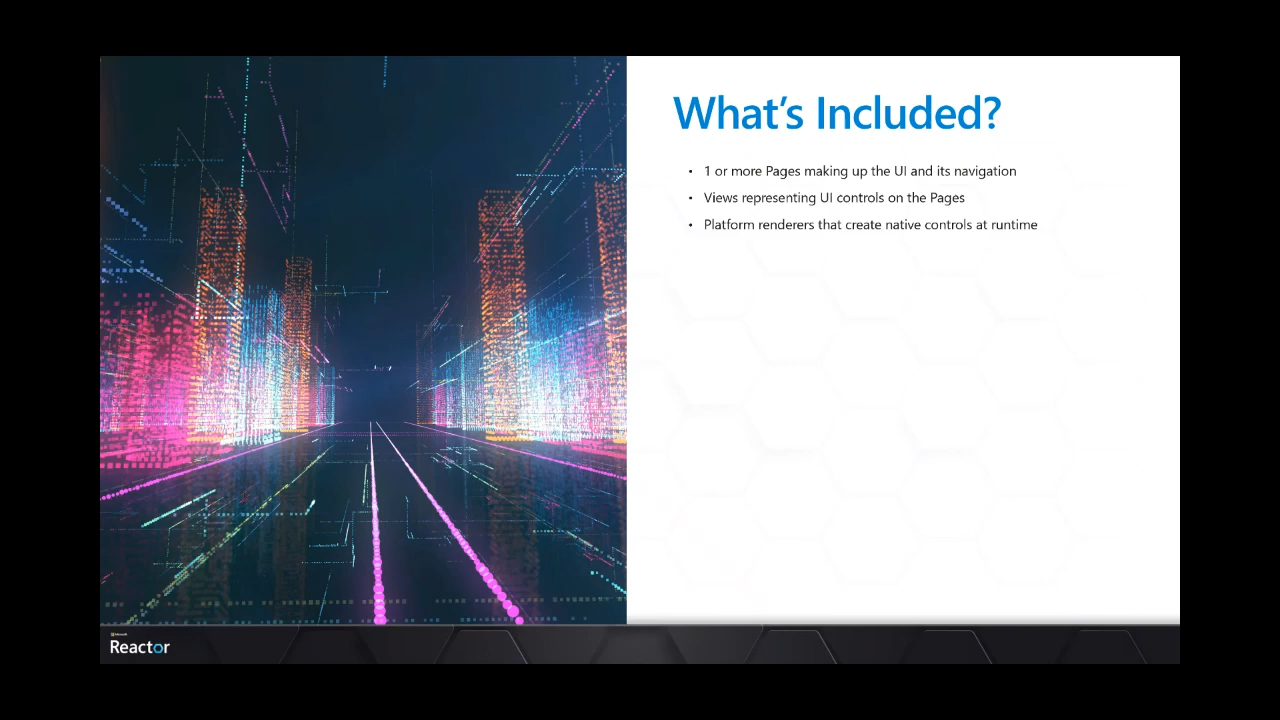 What's Included?
• 1 or more Pages making up the UI and its navigation
• Views representing UI controls on the Pages
• Platform renderers that create native controls at runtime
Microsoft
Reactor